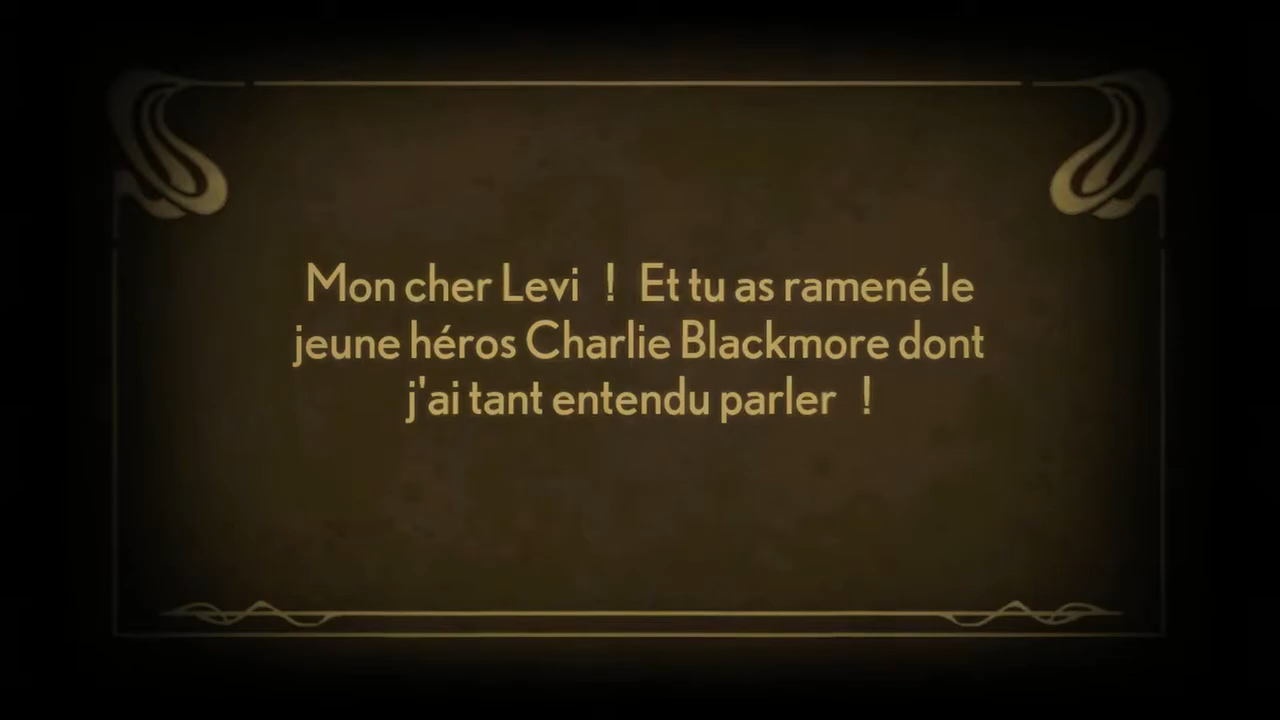 Mon cher Levi ! Et tu as ramené le
jeune héros Charlie Blackmore dont
j'ai tant entendu parler !